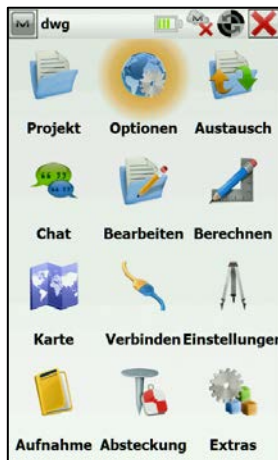 dwg
Projekt Optionen Austausch
Chat Bearbeiten Berechnen
Karte Verbinden Einstellungen
Aufnahme Absteckung Extras